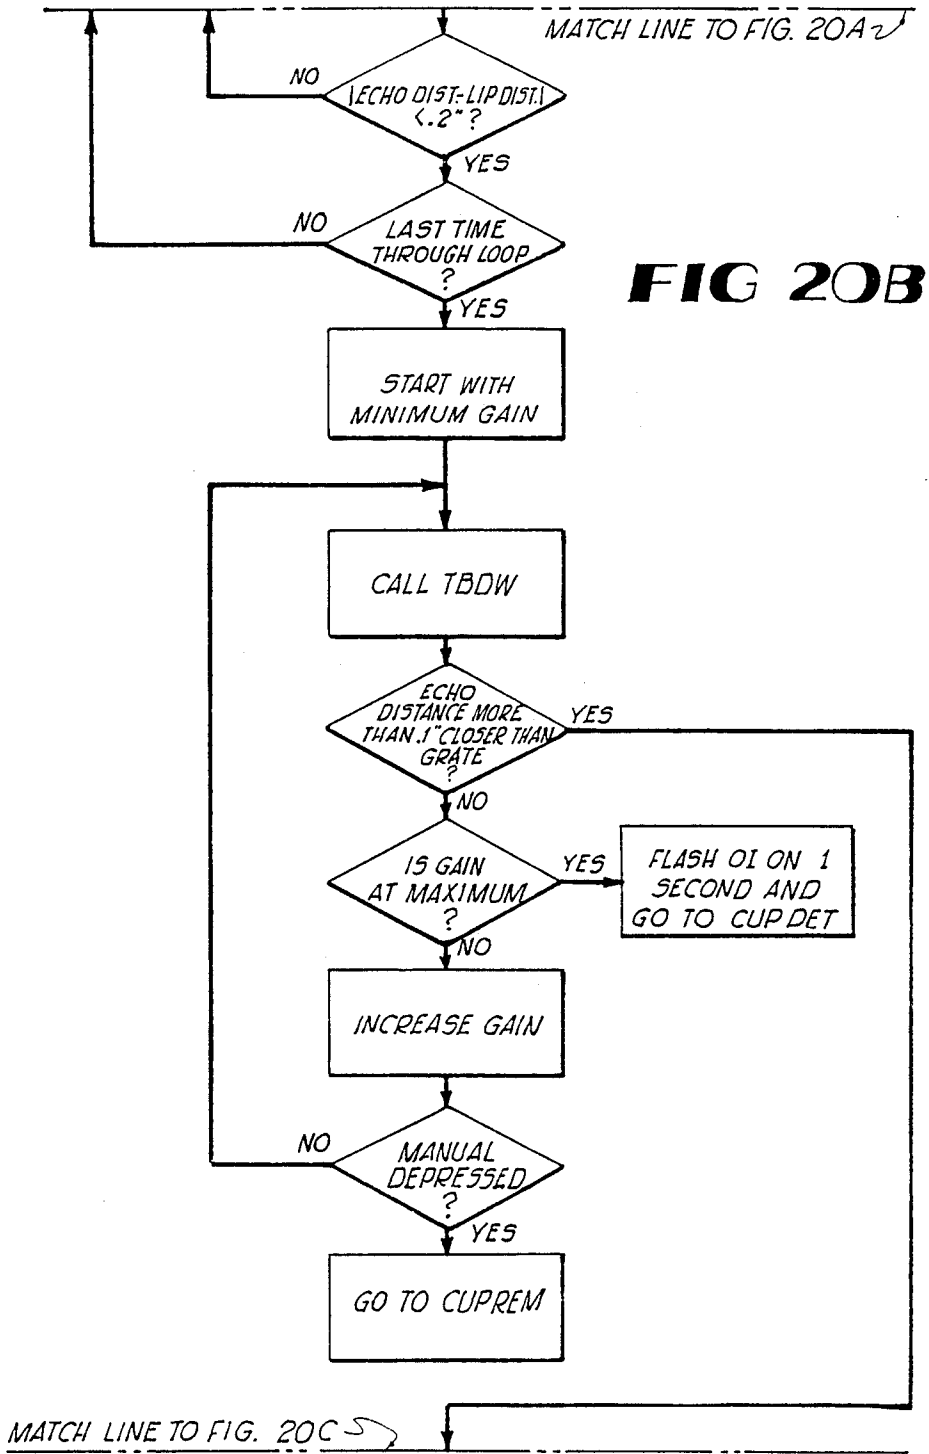 MATCH LINE TO FIG. 20A
NO
|ECHO DIST.-LIP DIST.|
<.2" ?
YES
NO
LAST TIME
THROUGH LOOP
?
FIG 20B
YES
START WITH
MINIMUM GAIN
CALL TBDW
ECHO
DISTANCE MORE
THAN .1" CLOSER THAN
GRATE
?
YES
NO
IS GAIN
AT MAXIMUM
?
YES
FLASH OI ON 1
SECOND AND
GO TO CUPDET
NO
INCREASE GAIN
NO
MANUAL
DEPRESSED
?
YES
GO TO CUPREM
MATCH LINE TO FIG. 20C